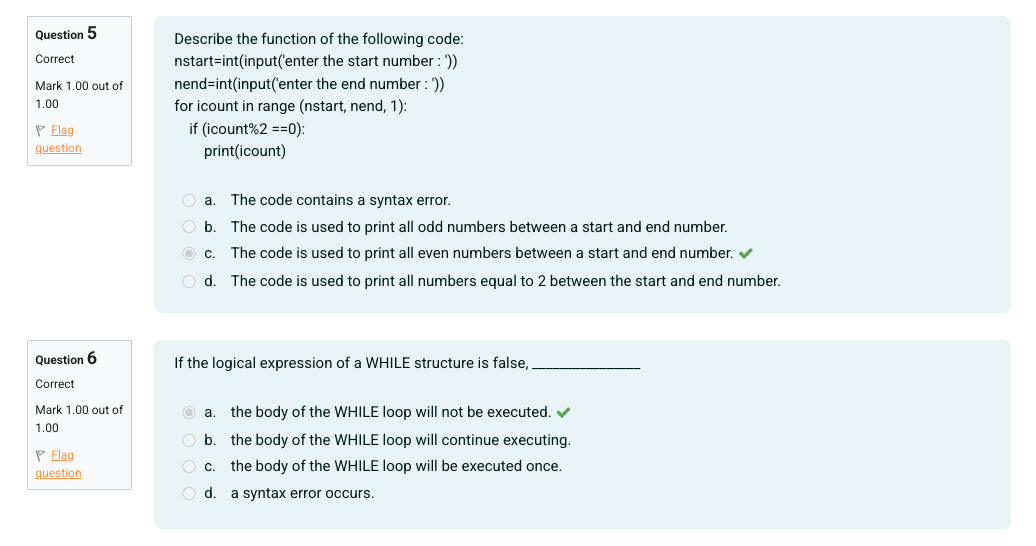 Question 5
Correct
Mark 1.00 out of
1.00
Flag
question
Describe the function of the following code:
nstart=int(input('enter the start number : '))
nend=int(input('enter the end number : '))
for icount in range (nstart, nend, 1):
if (icount%2 ==0):
print(icount)
a. The code contains a syntax error.
b. The code is used to print all odd numbers between a start and end number.
c. The code is used to print all even numbers between a start and end number.
d. The code is used to print all numbers equal to 2 between the start and end number.
Question 6
Correct
Mark 1.00 out of
1.00
Flag
question
If the logical expression of a WHILE structure is false, ________________
a. the body of the WHILE loop will not be executed.
b. the body of the WHILE loop will continue executing.
c. the body of the WHILE loop will be executed once.
d. a syntax error occurs.